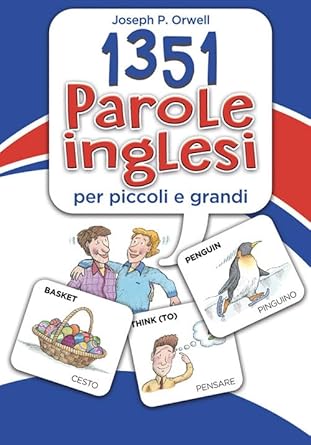 Joseph P. Orwell
1351
Parole
inglesi
per piccoli e grandi
PENGUIN
PINGUINO
BASKET
CESTO
THINK (TO)
PENSARE